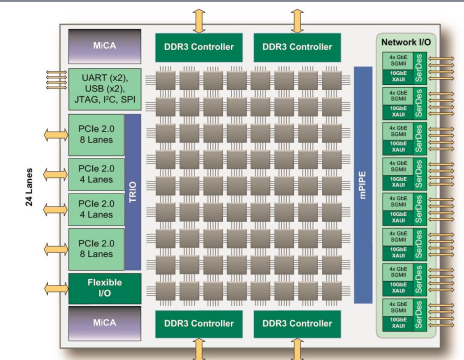 MiCA
DDR3 Controller
DDR3 Controller
Network I/O
UART (x2),
USB (x2),
JTAG, I²C, SPI
24 Lanes
PCIe 2.0
8 Lanes
PCIe 2.0
4 Lanes
PCIe 2.0
4 Lanes
PCIe 2.0
8 Lanes
TRIO
Flexible
I/O
MiCA
DDR3 Controller
DDR3 Controller
mPIPE
4x GbE
SGMII
10GbE
XAUI
SerDes
4x GbE
SGMII
10GbE
XAUI
SerDes
4x GbE
SGMII
10GbE
XAUI
SerDes
4x GbE
SGMII
10GbE
XAUI
SerDes
4x GbE
SGMII
10GbE
XAUI
SerDes
4x GbE
SGMII
10GbE
XAUI
SerDes
4x GbE
SGMII
10GbE
XAUI
SerDes
4x GbE
SGMII
10GbE
XAUI
SerDes